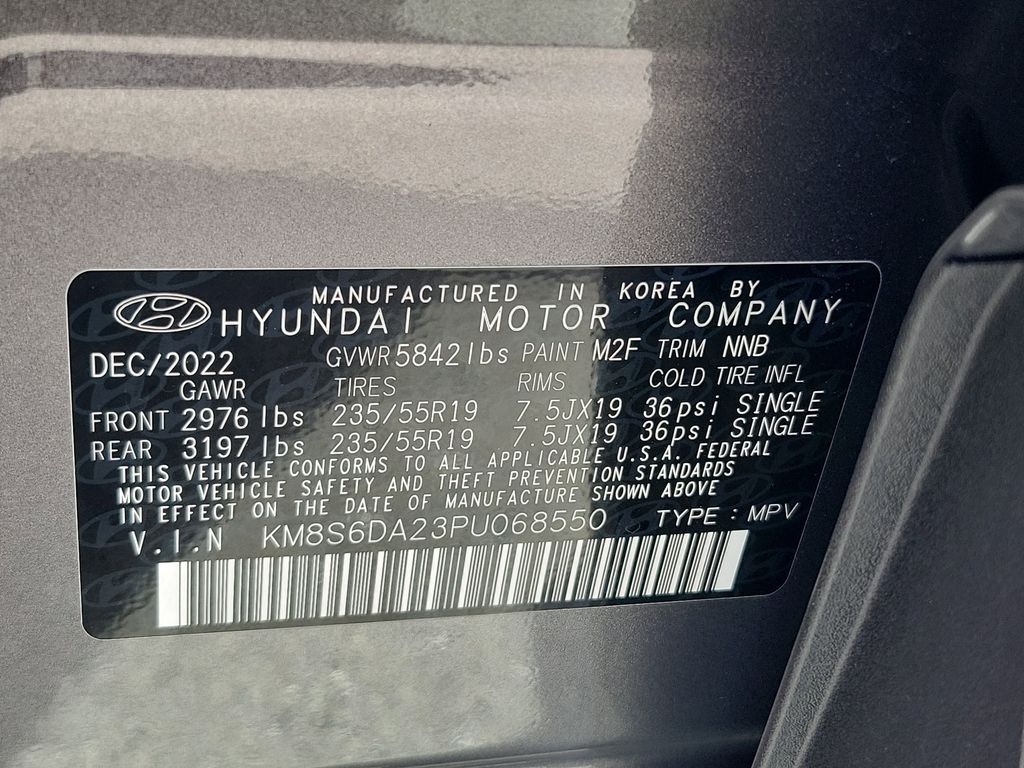 MANUFACTURED IN KOREA BY
HYUNDAI MOTOR COMPANY
DEC/2022 GVWR 5842 lbs PAINT M2F TRIM NNB
GAWR TIRES RIMS COLD TIRE INFL
FRONT 2976 lbs 235/55R19 7.5JX19 36psi SINGLE
REAR 3197 lbs 235/55R19 7.5JX19 36psi SINGLE
THIS VEHICLE CONFORMS TO ALL APPLICABLE U.S.A. FEDERAL
MOTOR VEHICLE SAFETY AND THEFT PREVENTION STANDARDS
IN EFFECT ON THE DATE OF MANUFACTURE SHOWN ABOVE
V.I.N KM8S6DA23PU068550 TYPE : MPV